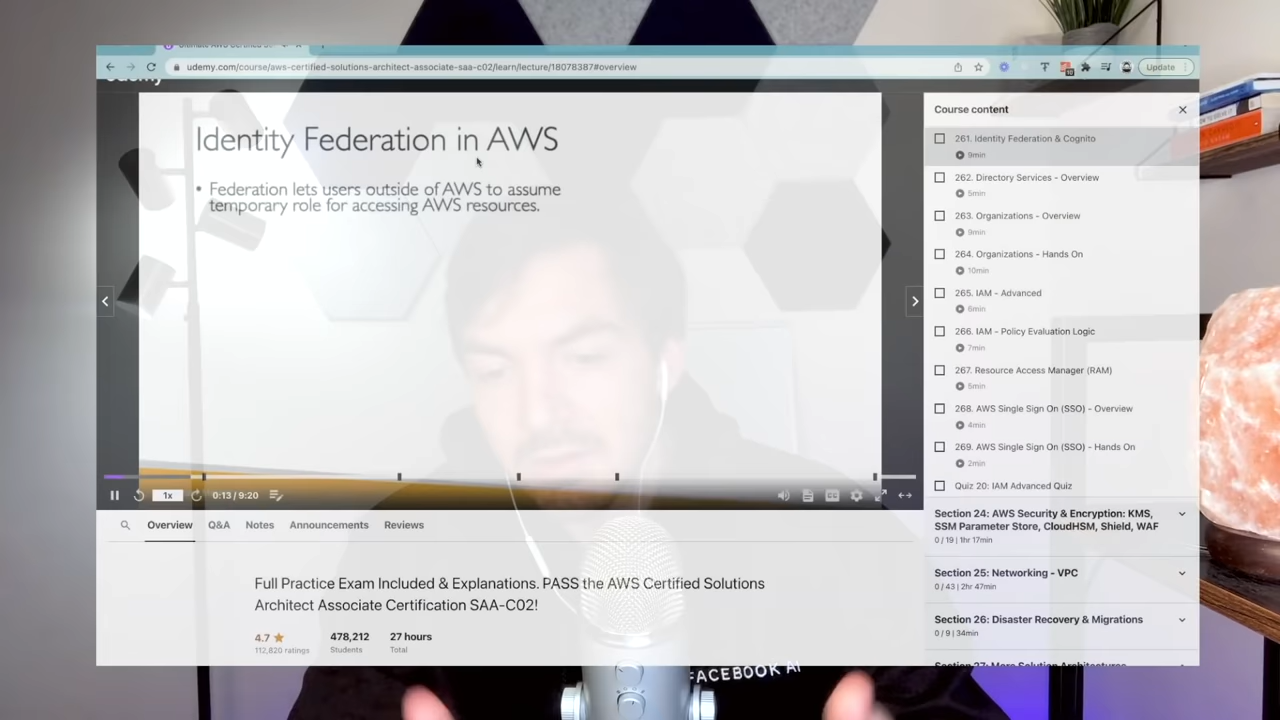 udemy.com/course/aws-certified-solutions-architect-associate-saa-c02/learn/lecture/18078387#overview
Update
Identity Federation in AWS
• Federation lets users outside of AWS to assume
temporary role for accessing AWS resources.
1x
0:13 / 9:20
Overview
Q&A
Notes
Announcements
Reviews
Full Practice Exam Included & Explanations. PASS the AWS Certified Solutions
Architect Associate Certification SAA-C02!
4.7
478,212
27 hours
112,820 ratings
Students
Total
Course content
261. Identity Federation & Cognito
9min
262. Directory Services - Overview
5min
263. Organizations - Overview
9min
264. Organizations - Hands On
10min
265. IAM - Advanced
6min
266. IAM - Policy Evaluation Logic
7min
267. Resource Access Manager (RAM)
5min
268. AWS Single Sign On (SSO) - Overview
4min
269. AWS Single Sign On (SSO) - Hands On
2min
Quiz 20: IAM Advanced Quiz
Section 24: AWS Security & Encryption: KMS,
SSM Parameter Store, CloudHSM, Shield, WAF
0 / 19 | 1hr 17min
Section 25: Networking - VPC
0 / 43 | 2hr 47min
Section 26: Disaster Recovery & Migrations
0 / 9 | 34min
Section 27: More Solution Architectures
FACEBOOK AI